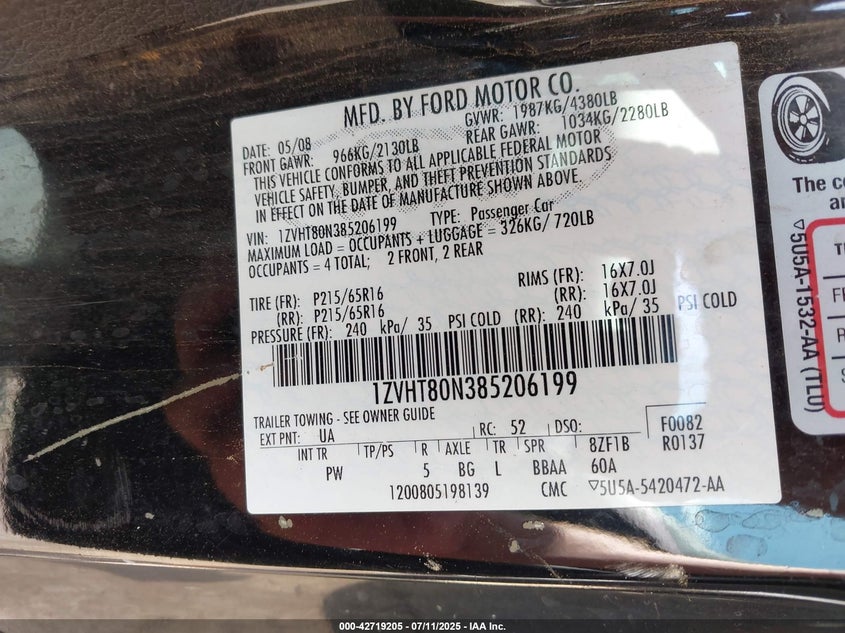 MFD. BY FORD MOTOR CO.
DATE: 05/08 GVWR: 1987KG/4380LB
FRONT GAWR: 966KG/2130LB REAR GAWR: 1034KG/2280LB
THIS VEHICLE CONFORMS TO ALL APPLICABLE FEDERAL MOTOR
VEHICLE SAFETY, BUMPER, AND THEFT PREVENTION STANDARDS
IN EFFECT ON THE DATE OF MANUFACTURE SHOWN ABOVE.
VIN: 1ZVHT80N385206199 TYPE: Passenger Car
MAXIMUM LOAD = OCCUPANTS + LUGGAGE = 326KG/ 720LB
OCCUPANTS = 4 TOTAL; 2 FRONT, 2 REAR
TIRE (FR): P215/65R16 RIMS (FR): 16X7.0J
(RR): P215/65R16 (RR): 16X7.0J
PRESSURE (FR): 240 kPa/ 35 PSI COLD (RR): 240 kPa/ 35 PSI COLD
1ZVHT80N385206199
TRAILER TOWING - SEE OWNER GUIDE
EXT PNT: UA RC: 52 DSO: F0082
INT TR TP/PS R AXLE TR SPR 8ZF1B R0137
PW 5 BG L BBAA 60A
1200805198139 CMC ▽5U5A-5420472-AA
The co
an
▽5U5A-1532-AA (TLU)
TI
F
R
S
000-42719205 - 07/11/2025 - IAA Inc.